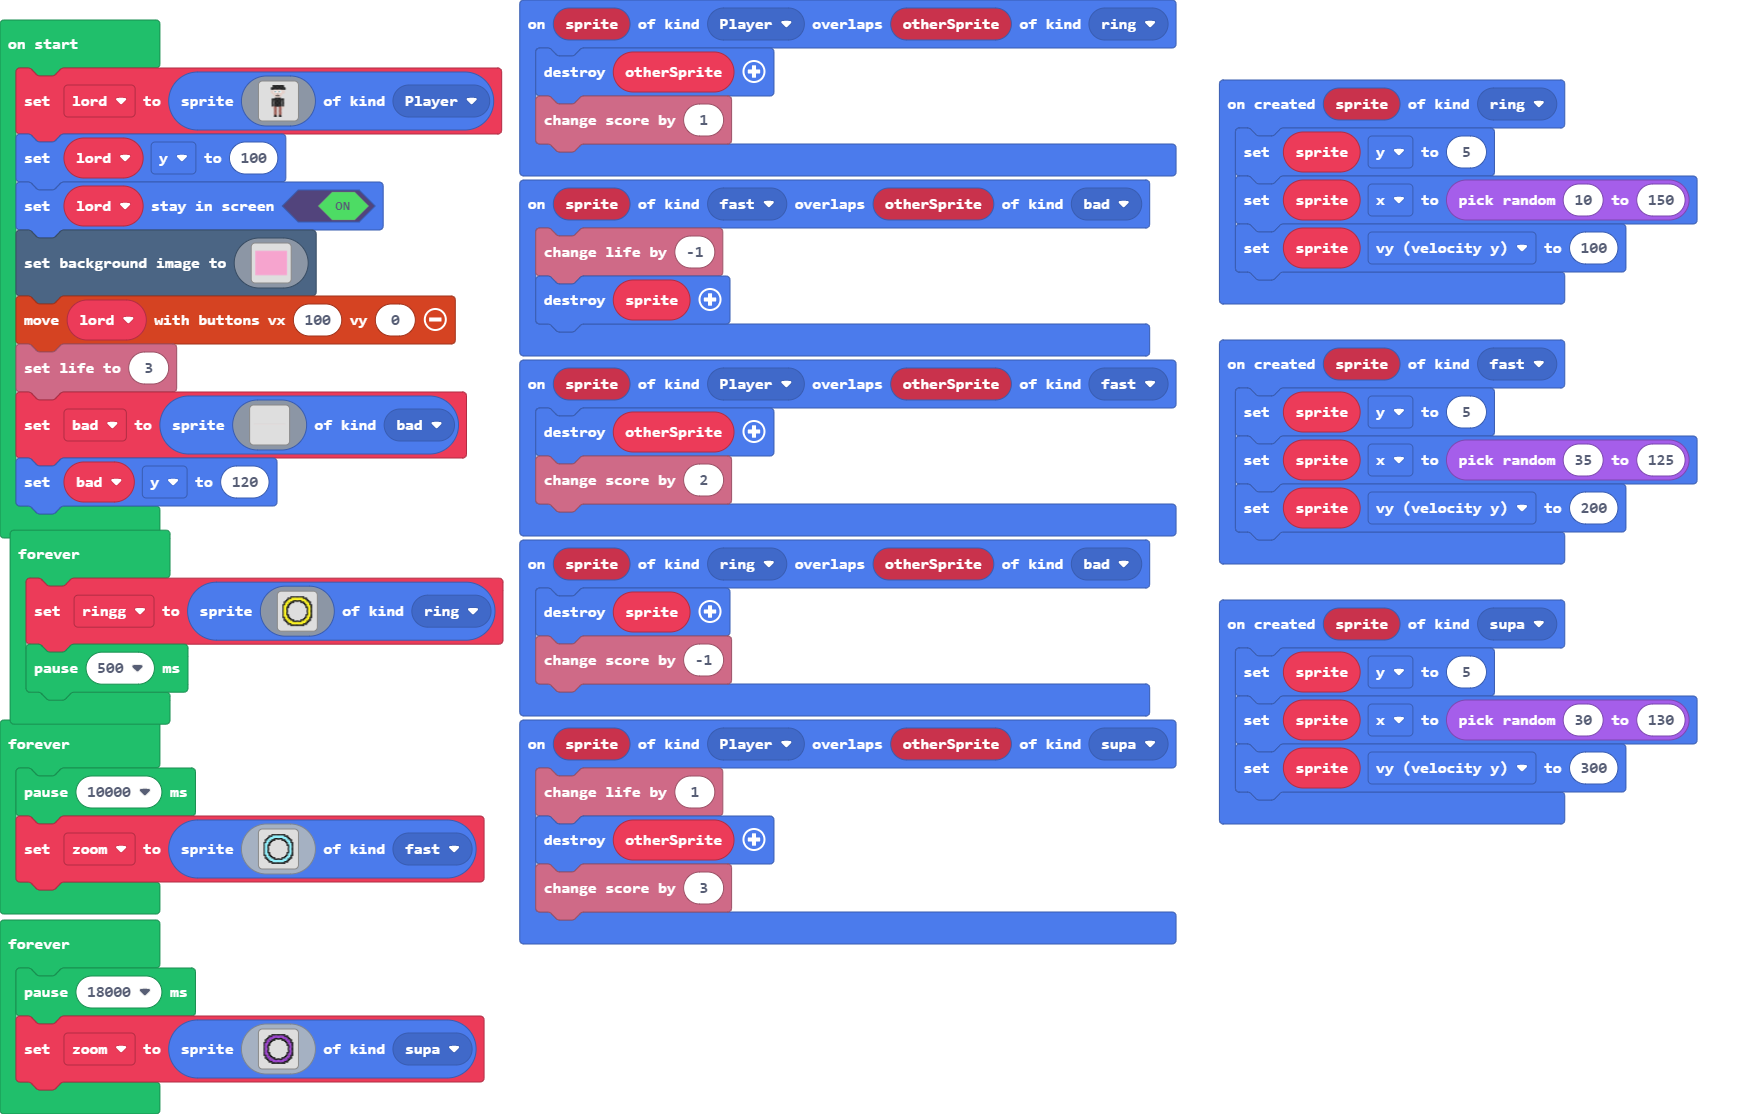 on start
set lord to sprite of kind Player
set lord y to 100
set lord stay in screen ON
set background image to
move lord with buttons vx 100 vy 0
set life to 3
set bad to sprite of kind bad
set bad y to 120
forever
set ringg to sprite of kind ring
pause 500 ms
forever
pause 10000 ms
set zoom to sprite of kind fast
forever
pause 18000 ms
set zoom to sprite of kind supa
on sprite of kind Player overlaps otherSprite of kind ring
destroy otherSprite
change score by 1
on sprite of kind fast overlaps otherSprite of kind bad
change life by -1
destroy sprite
on sprite of kind Player overlaps otherSprite of kind fast
destroy otherSprite
change score by 2
on sprite of kind ring overlaps otherSprite of kind bad
destroy sprite
change score by -1
on sprite of kind Player overlaps otherSprite of kind supa
change life by 1
destroy otherSprite
change score by 3
on created sprite of kind ring
set sprite y to 5
set sprite x to pick random 10 to 150
set sprite vy (velocity y) to 100
on created sprite of kind fast
set sprite y to 5
set sprite x to pick random 35 to 125
set sprite vy (velocity y) to 200
on created sprite of kind supa
set sprite y to 5
set sprite x to pick random 30 to 130
set sprite vy (velocity y) to 300